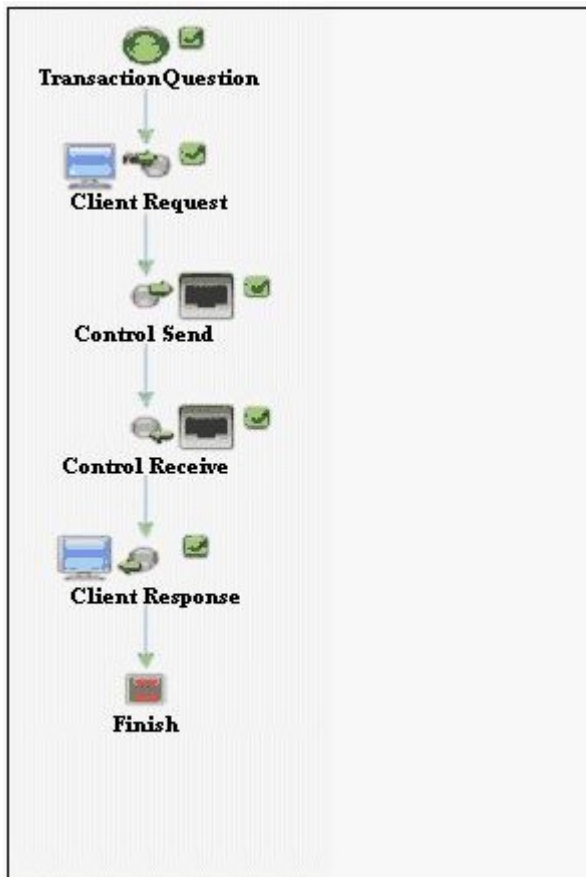 TransactionQuestion
Client Request
Control Send
Control Receive
Client Response
Finish